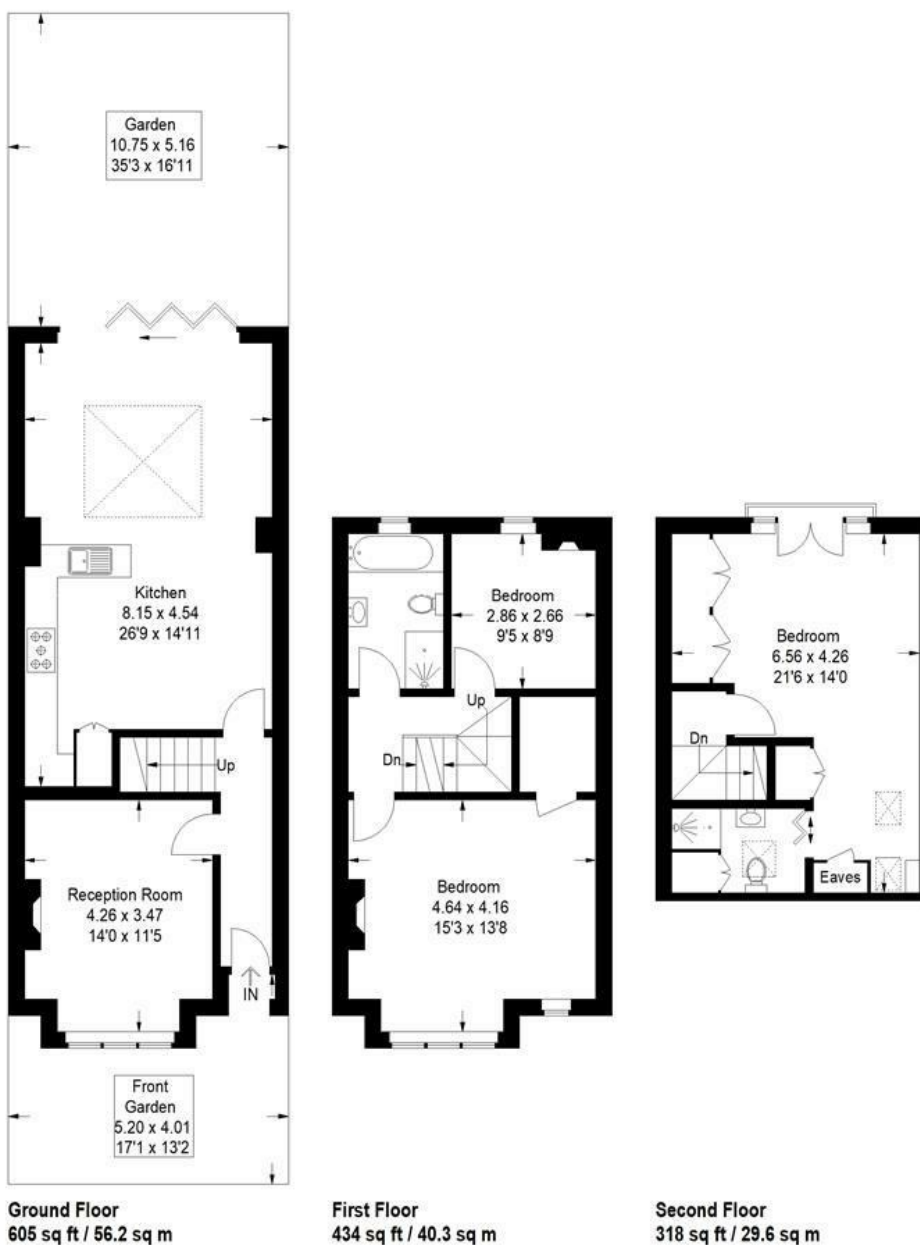 Garden
10.75 x 5.16
35'3 x 16'11
Kitchen
8.15 x 4.54
26'9 x 14'11
Up
Reception Room
4.26 x 3.47
14'0 x 11'5
IN
Front
Garden
5.20 x 4.01
17'1 x 13'2
Ground Floor
605 sq ft / 56.2 sq m
Bedroom
2.86 x 2.66
9'5 x 8'9
Up
Dn
Bedroom
4.64 x 4.16
15'3 x 13'8
First Floor
434 sq ft / 40.3 sq m
Bedroom
6.56 x 4.26
21'6 x 14'0
Dn
Eaves
Second Floor
318 sq ft / 29.6 sq m